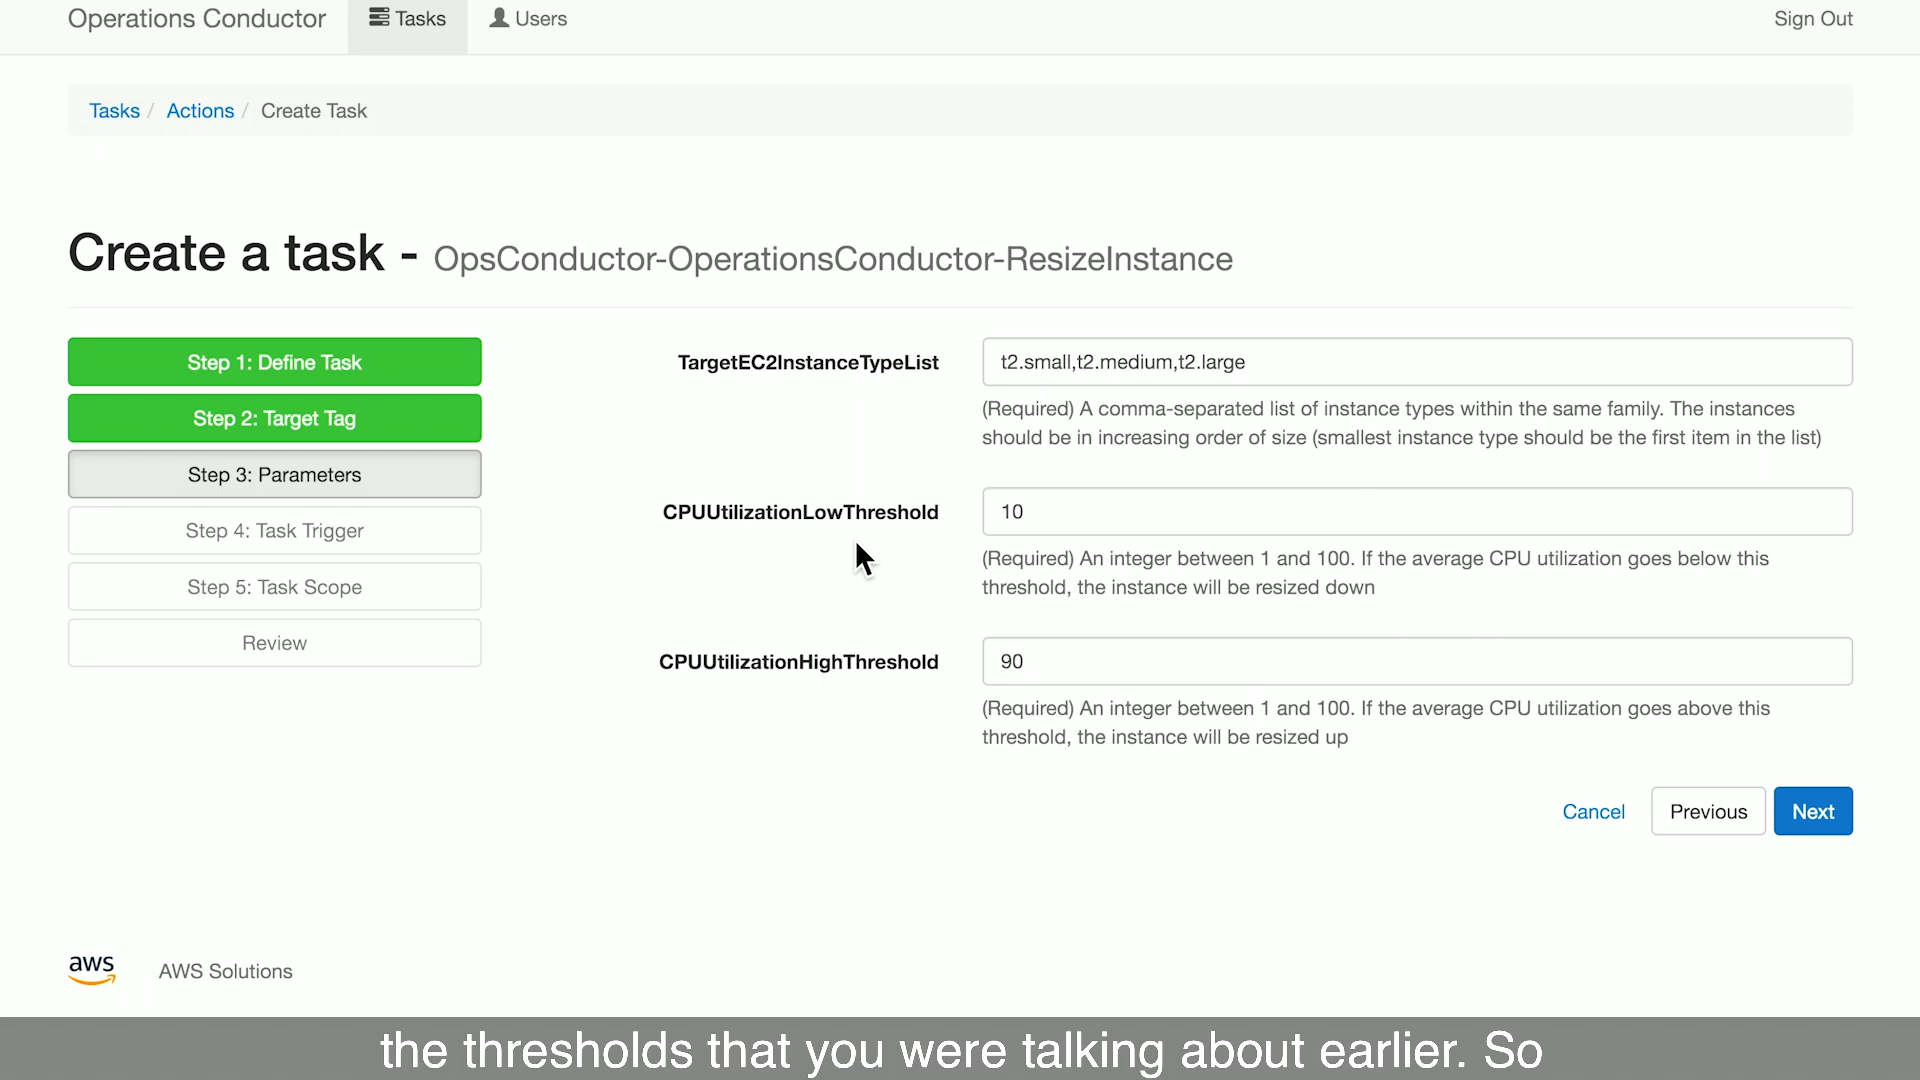 Operations Conductor
Tasks
Users
Sign Out
Tasks / Actions / Create Task
Create a task - OpsConductor-OperationsConductor-ResizeInstance
Step 1: Define Task
Step 2: Target Tag
Step 3: Parameters
Step 4: Task Trigger
Step 5: Task Scope
Review
TargetEC2InstanceTypeList
t2.small,t2.medium,t2.large
(Required) A comma-separated list of instance types within the same family. The instances
should be in increasing order of size (smallest instance type should be the first item in the list)
CPUUtilizationLowThreshold
10
(Required) An integer between 1 and 100. If the average CPU utilization goes below this
threshold, the instance will be resized down
CPUUtilizationHighThreshold
90
(Required) An integer between 1 and 100. If the average CPU utilization goes above this
threshold, the instance will be resized up
Cancel
Previous
Next
aws
AWS Solutions
the thresholds that you were talking about earlier. So